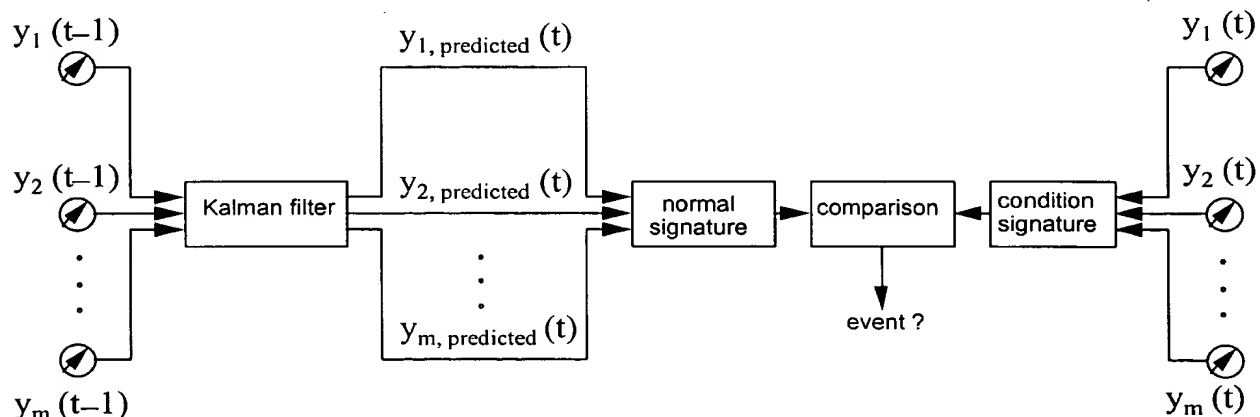 y1 (t–1)
y2 (t–1)
ym (t–1)
Kalman filter
y1, predicted (t)
y2, predicted (t)
ym, predicted (t)
normal
signature
comparison
event ?
condition
signature
y1 (t)
y2 (t)
ym (t)